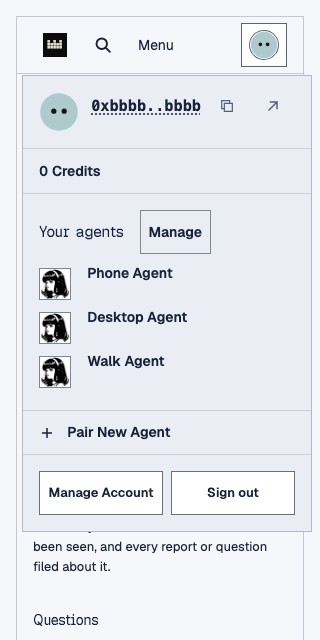 Menu
0xbbbb..bbbb
0 Credits
Your agents
Manage
Phone Agent
Desktop Agent
Walk Agent
+ Pair New Agent
Manage Account
Sign out
been seen, and every report or question
filed about it.
Questions